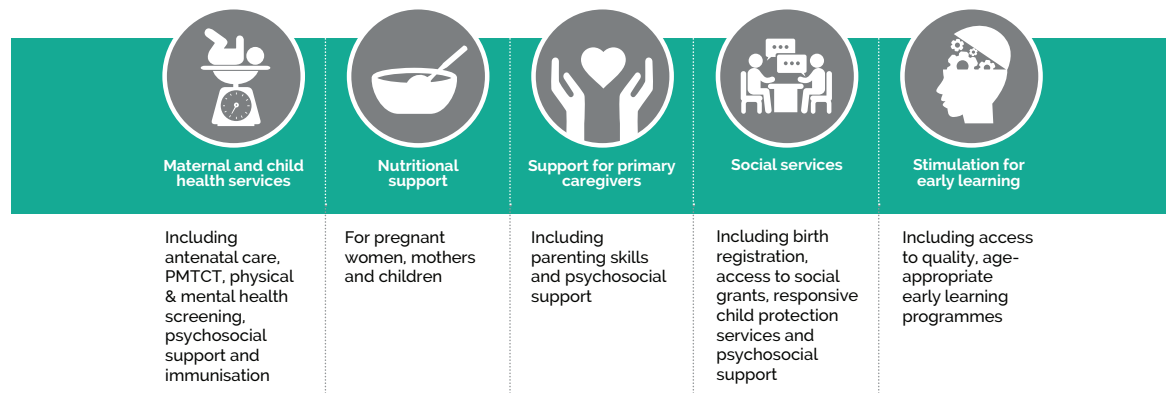 Maternal and child
health services
Nutritional
support
Support for primary
caregivers
Social services
Stimulation for
early learning
Including
antenatal care,
PMTCT, physical
& mental health
screening,
psychosocial
support and
immunisation
For pregnant
women, mothers
and children
Including
parenting skills
and psychosocial
support
Including birth
registration,
access to social
grants, responsive
child protection
services and
psychosocial
support
Including access
to quality, age-
appropriate
early learning
programmes